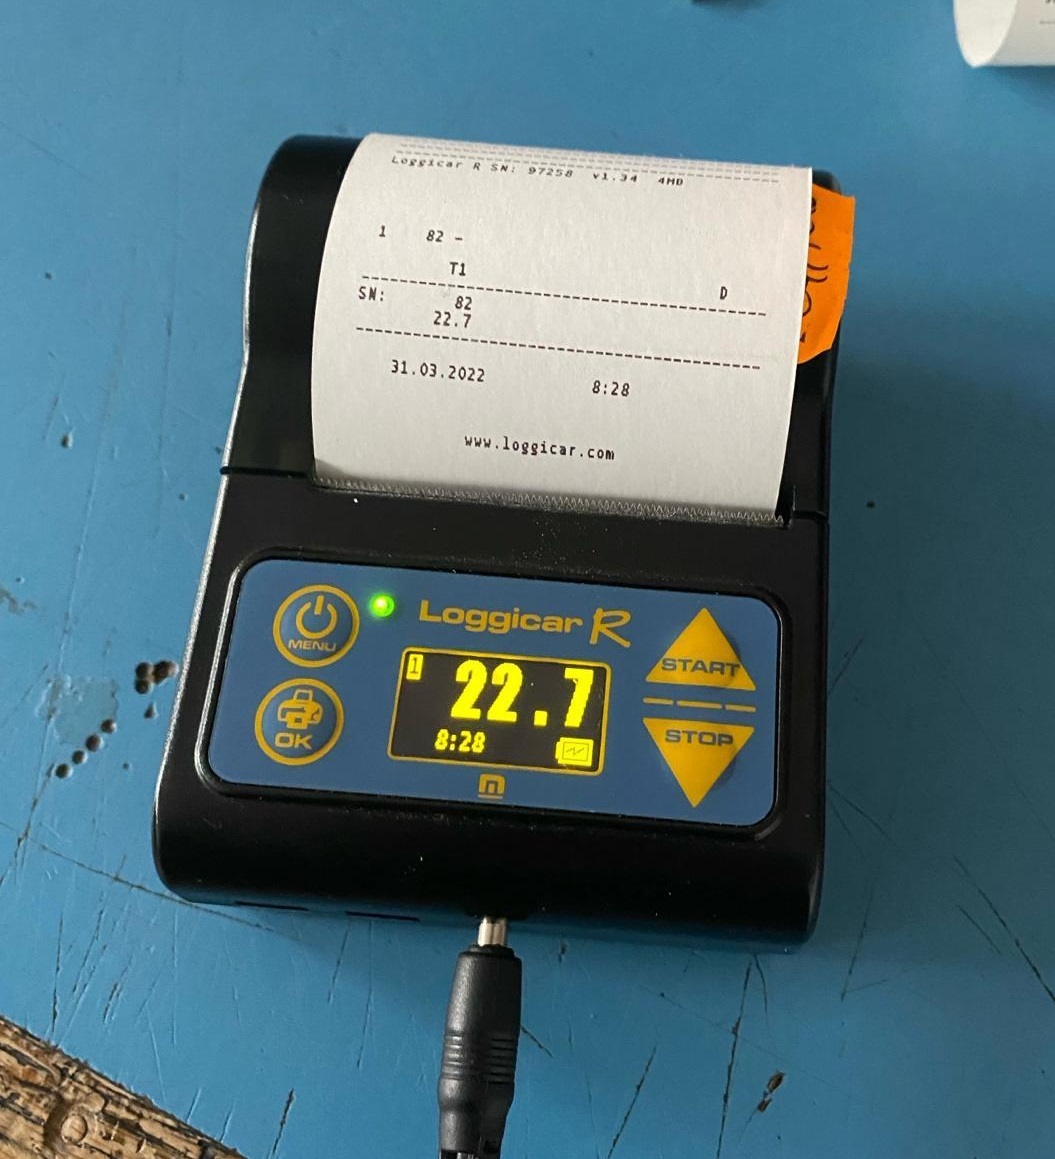 Loggicar R SN: 97258 v1.34 4MD
1 82 -
T1 D
SN: 82
22.7
31.03.2022 8:28
www.loggicar.com
MENU
Loggicar R
START
1 22.7
OK
8:28
STOP